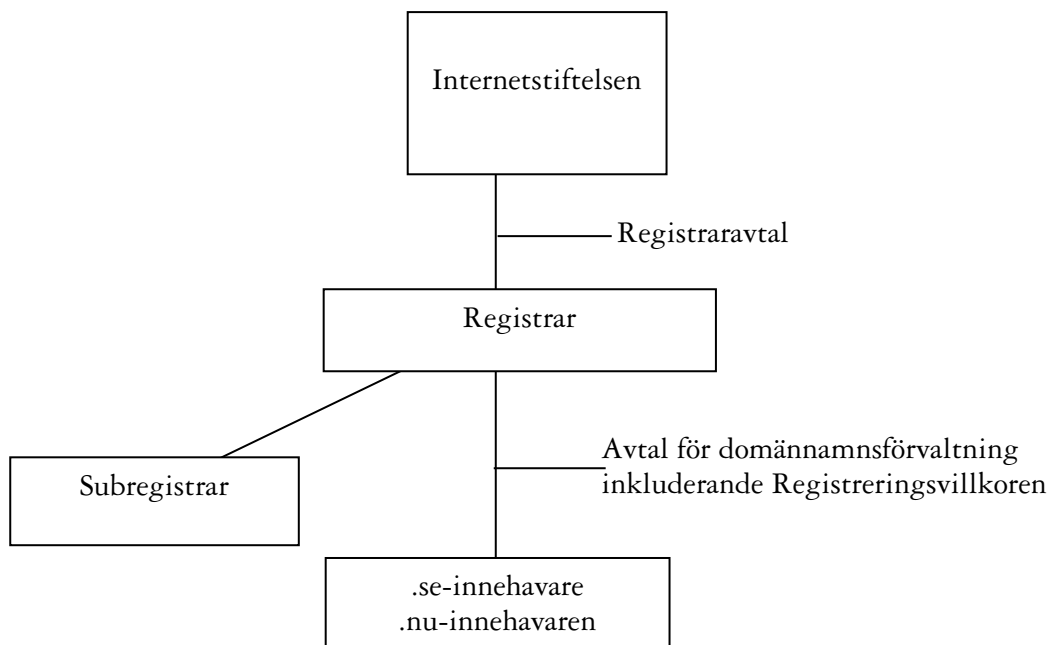 Internetstiftelsen
Registraravtal
Registrar
Avtal för domännamnsförvaltning
inkluderande Registreringsvillkoren
Subregistrar
.se-innehavare
.nu-innehavaren